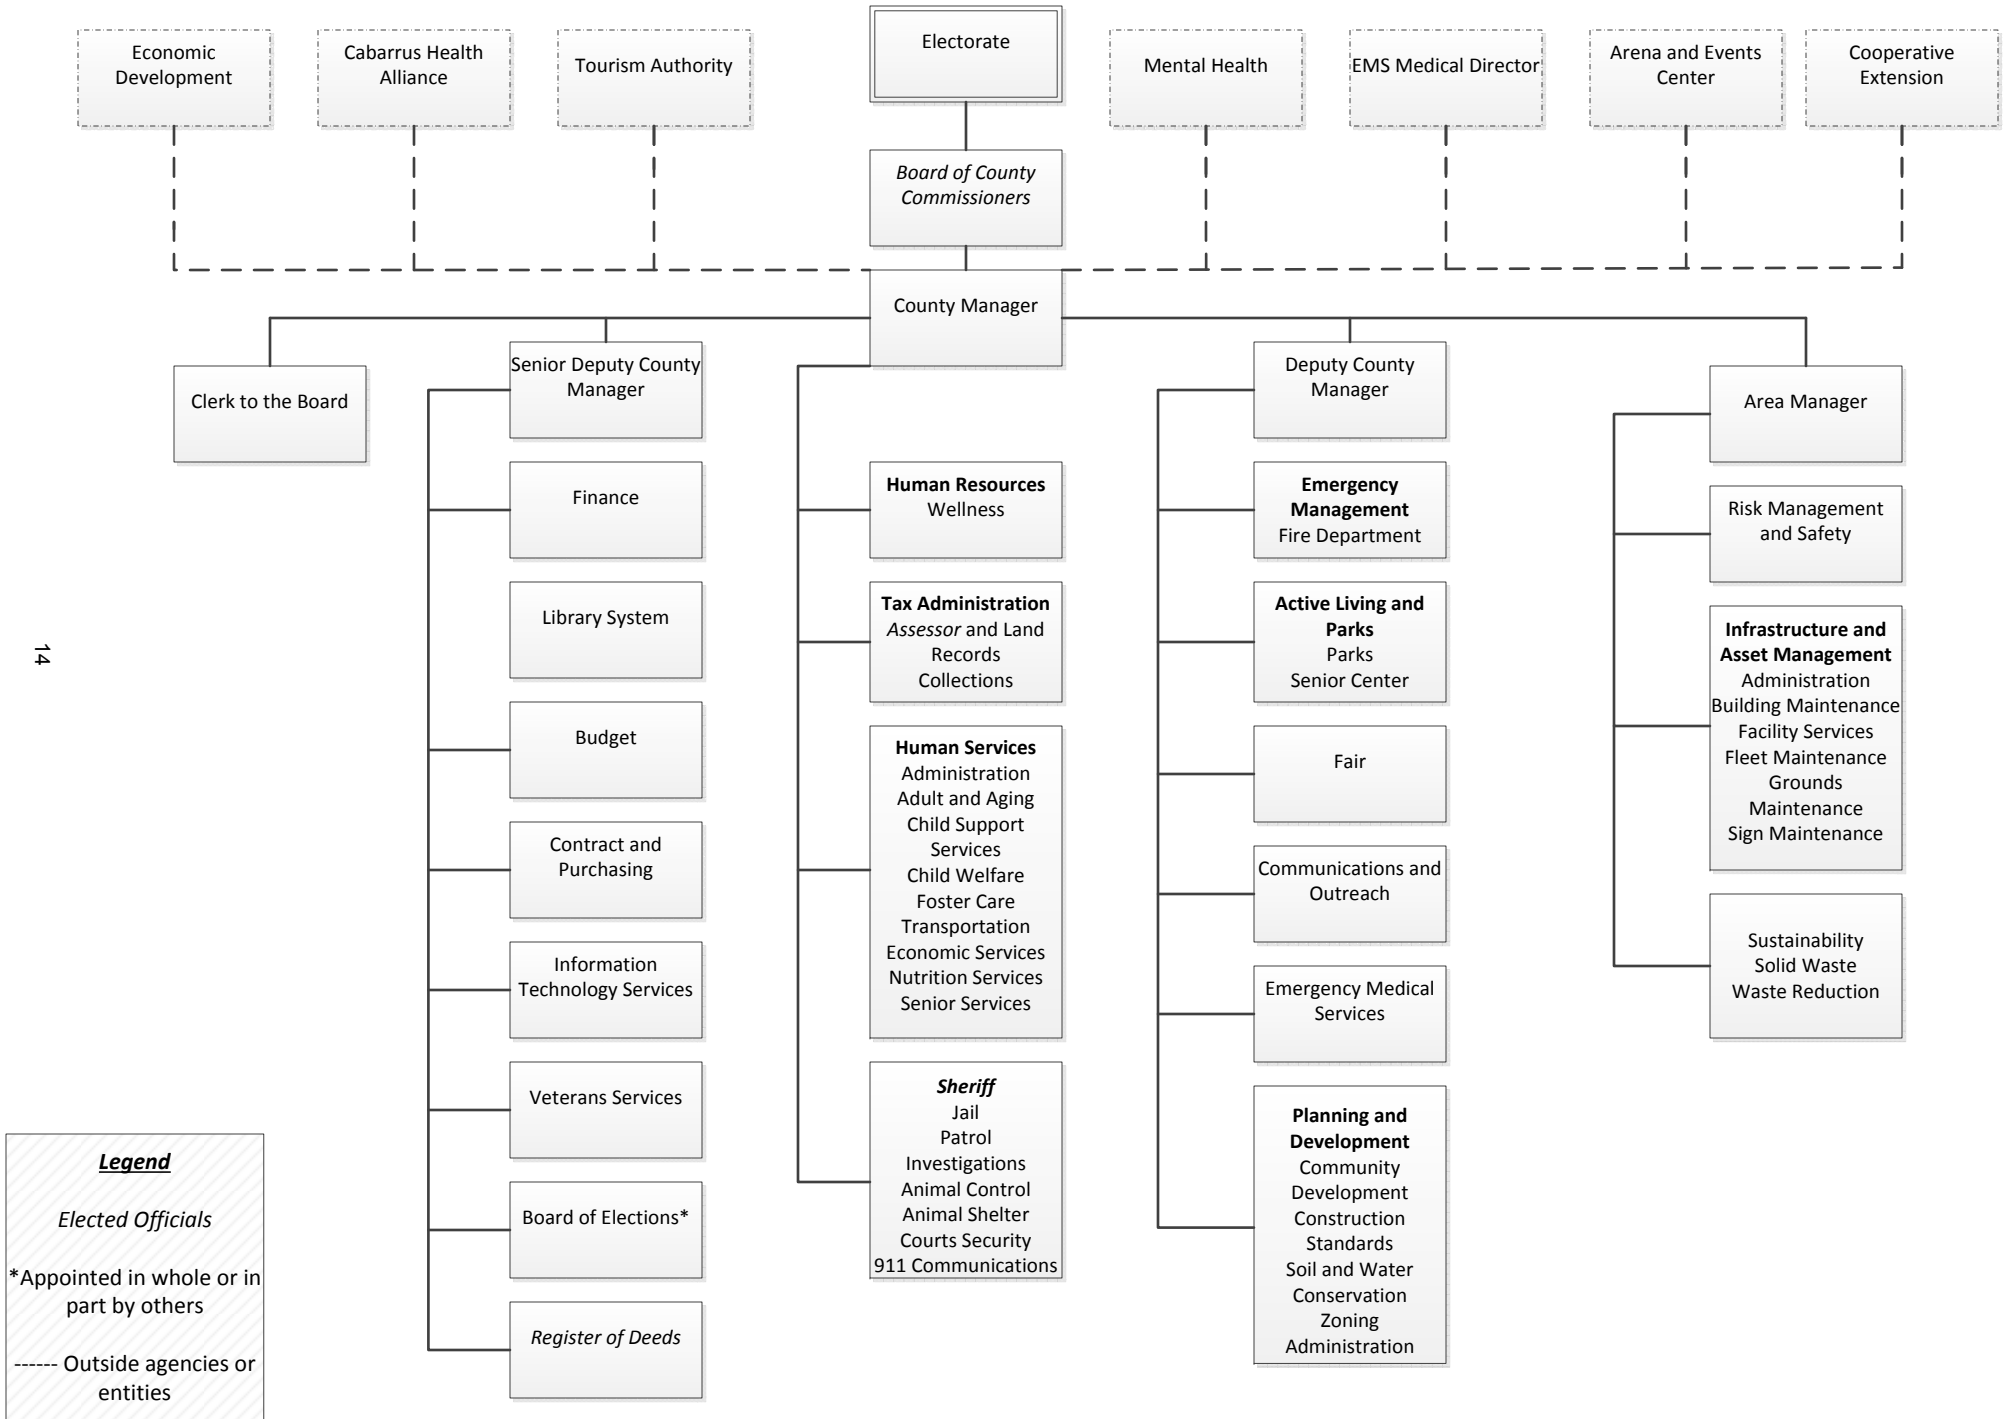 Economic
Development
Cabarrus Health
Alliance
Tourism Authority
Electorate
Mental Health
EMS Medical Director
Arena and Events
Center
Cooperative
Extension
Board of County
Commissioners
County Manager
Clerk to the Board
Senior Deputy County
Manager
Finance
Library System
Budget
Contract and
Purchasing
Information
Technology Services
Veterans Services
Board of Elections*
Register of Deeds
Human Resources
Wellness
Tax Administration
Assessor and Land
Records
Collections
Human Services
Administration
Adult and Aging
Child Support
Services
Child Welfare
Foster Care
Transportation
Economic Services
Nutrition Services
Senior Services
Sheriff
Jail
Patrol
Investigations
Animal Control
Animal Shelter
Courts Security
911 Communications
Deputy County
Manager
Emergency
Management
Fire Department
Active Living and
Parks
Parks
Senior Center
Fair
Communications and
Outreach
Emergency Medical
Services
Planning and
Development
Community
Development
Construction
Standards
Soil and Water
Conservation
Zoning
Administration
Area Manager
Risk Management
and Safety
Infrastructure and
Asset Management
Administration
Building Maintenance
Facility Services
Fleet Maintenance
Grounds
Maintenance
Sign Maintenance
Sustainability
Solid Waste
Waste Reduction
14
Legend
Elected Officials
*Appointed in whole or in
part by others
------ Outside agencies or
entities